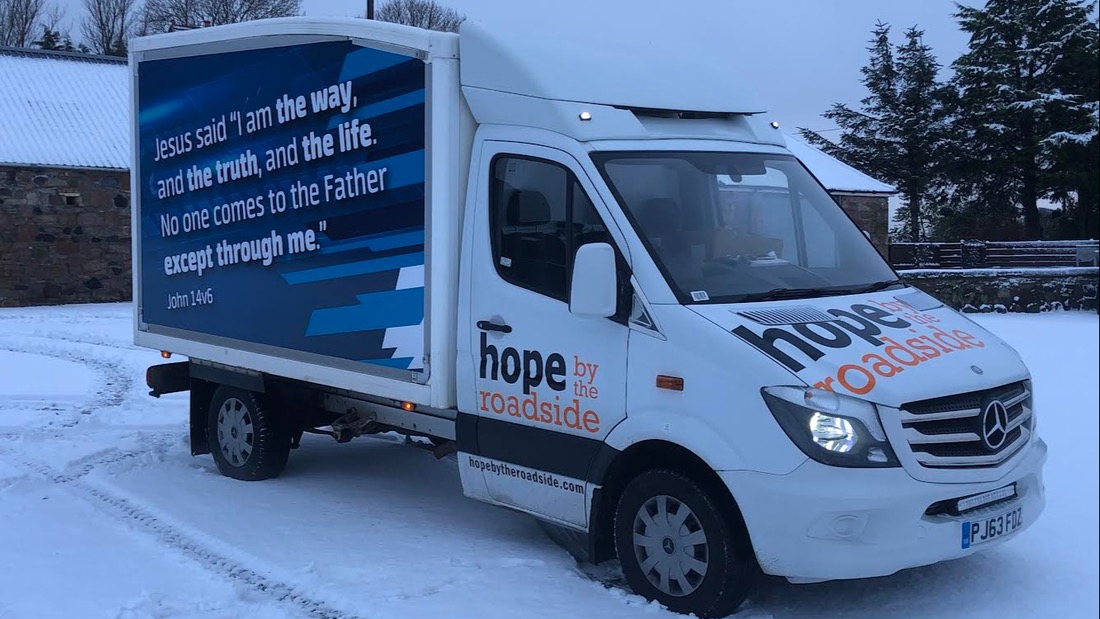 Jesus said "I am the way,
and the truth, and the life.
No one comes to the Father
except through me."
John 14v6
hope by
the
roadside
hopebytheroadside.com
hope by
the
roadside
PJ63 FDZ